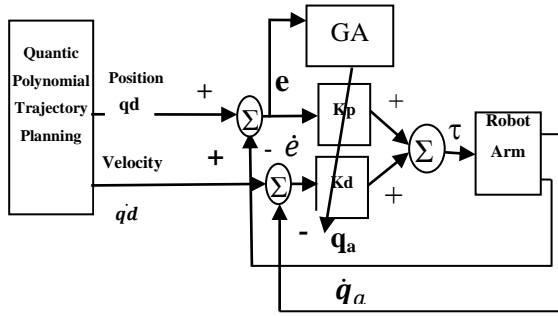 Quantic
Polynomial
Trajectory
Planning
Position
qd
Velocity
q̇d
+
+
Σ
-
Σ
-
e
ė
GA
Kp
Kd
+
+
Σ
τ
Robot
Arm
qₐ
q̇ₐ